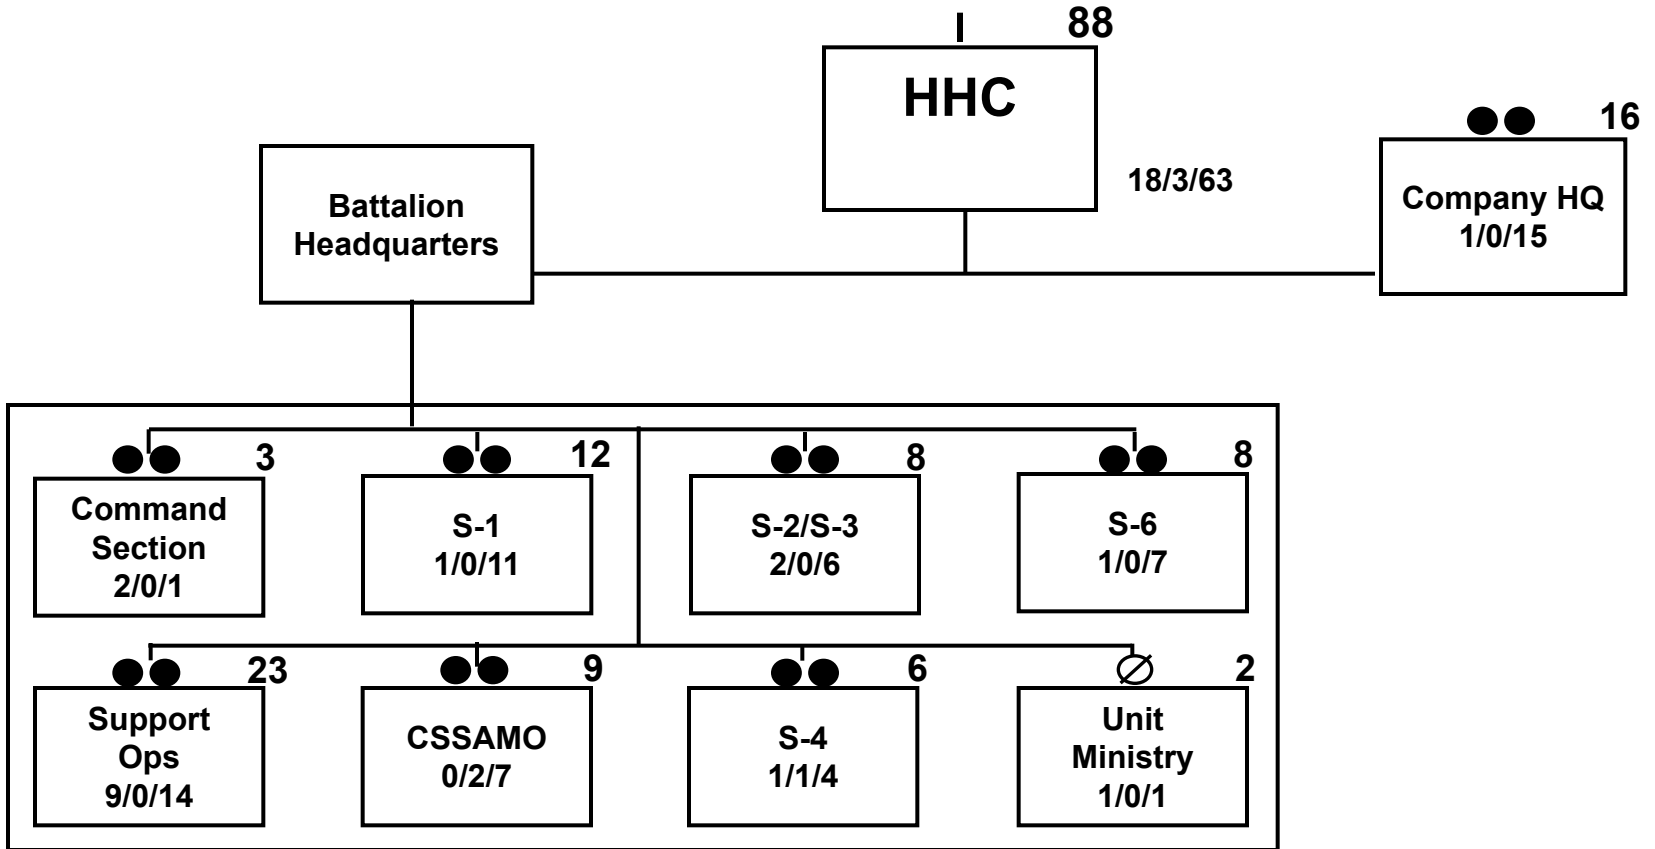 88
HHC
18/3/63
16
Company HQ
1/0/15
Battalion
Headquarters
3
Command
Section
2/0/1
12
S-1
1/0/11
8
S-2/S-3
2/0/6
8
S-6
1/0/7
23
Support
Ops
9/0/14
9
CSSAMO
0/2/7
6
S-4
1/1/4
2
Unit
Ministry
1/0/1